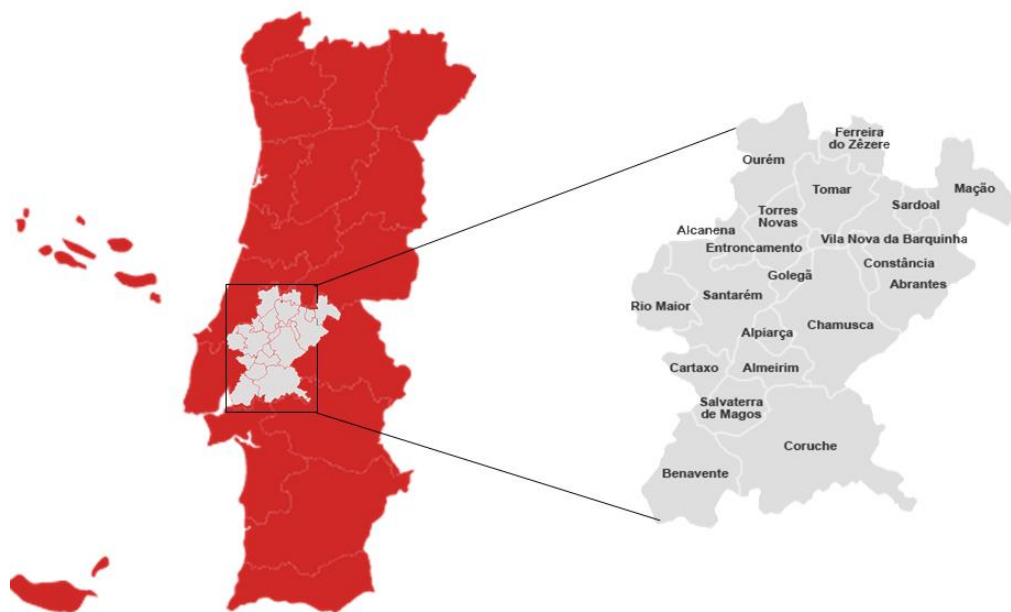 Ferreira
do Zêzere
Ourém
Tomar
Mação
Sardoal
Torres
Novas
Alcanena
Vila Nova da Barquinha
Entroncamento
Constância
Golegã
Abrantes
Santarém
Rio Maior
Chamusca
Alpiarça
Cartaxo
Almeirim
Salvaterra
de Magos
Coruche
Benavente